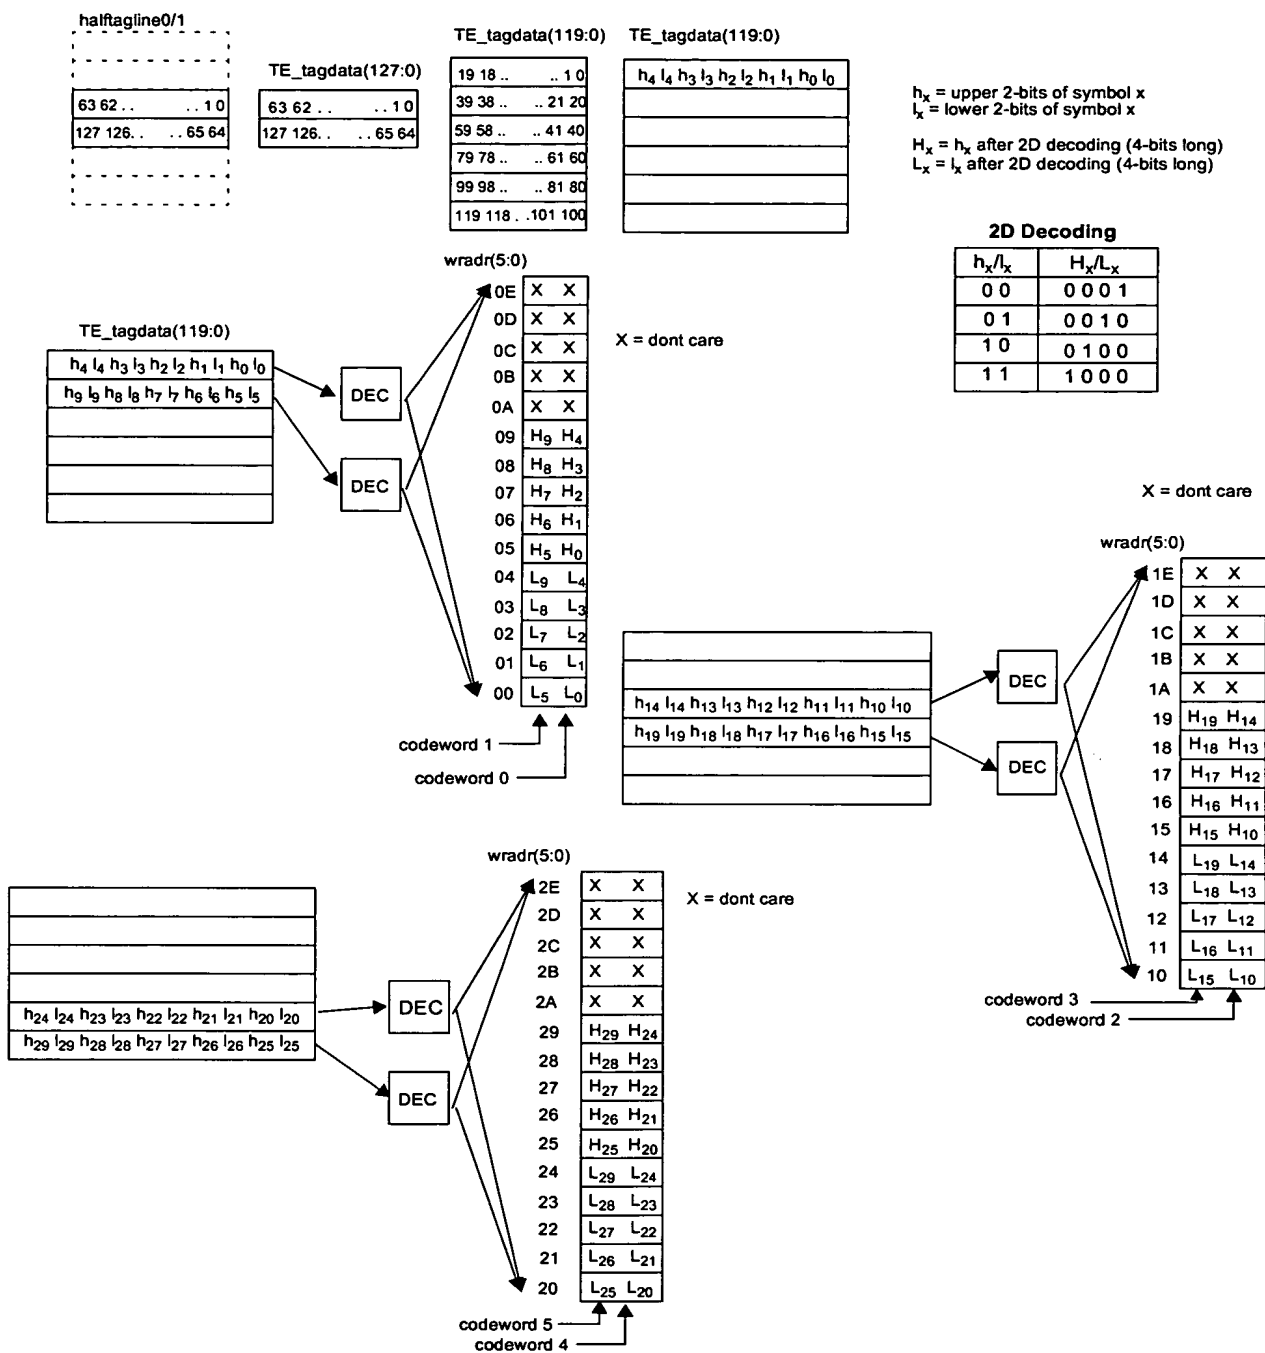 halftagline0/1
63 62 . . . . 1 0
127 126. . . . 65 64
TE_tagdata(127:0)
63 62 . . . . 1 0
127 126. . . . 65 64
TE_tagdata(119:0)
19 18 .. .. 1 0
39 38 .. .. 21 20
59 58 .. .. 41 40
79 78 .. .. 61 60
99 98 .. .. 81 80
119 118 . . 101 100
TE_tagdata(119:0)
h4 l4 h3 l3 h2 l2 h1 l1 h0 l0
hx = upper 2-bits of symbol x
lx = lower 2-bits of symbol x
Hx = hx after 2D decoding (4-bits long)
Lx = lx after 2D decoding (4-bits long)
2D Decoding
hx/lx Hx/Lx
0 0 0 0 0 1
0 1 0 0 1 0
1 0 0 1 0 0
1 1 1 0 0 0
TE_tagdata(119:0)
h4 l4 h3 l3 h2 l2 h1 l1 h0 l0
h9 l9 h8 l8 h7 l7 h6 l6 h5 l5
DEC
DEC
wradr(5:0)
0E X X
0D X X
0C X X
0B X X
0A X X
09 H9 H4
08 H8 H3
07 H7 H2
06 H6 H1
05 H5 H0
04 L9 L4
03 L8 L3
02 L7 L2
01 L6 L1
00 L5 L0
codeword 1
codeword 0
X = dont care
h14 l14 h13 l13 h12 l12 h11 l11 h10 l10
h19 l19 h18 l18 h17 l17 h16 l16 h15 l15
DEC
DEC
X = dont care
wradr(5:0)
1E X X
1D X X
1C X X
1B X X
1A X X
19 H19 H14
18 H18 H13
17 H17 H12
16 H16 H11
15 H15 H10
14 L19 L14
13 L18 L13
12 L17 L12
11 L16 L11
10 L15 L10
codeword 3
codeword 2
h24 l24 h23 l23 h22 l22 h21 l21 h20 l20
h29 l29 h28 l28 h27 l27 h26 l26 h25 l25
DEC
DEC
wradr(5:0)
2E X X
2D X X
2C X X
2B X X
2A X X
29 H29 H24
28 H28 H23
27 H27 H22
26 H26 H21
25 H25 H20
24 L29 L24
23 L28 L23
22 L27 L22
21 L26 L21
20 L25 L20
codeword 5
codeword 4
X = dont care